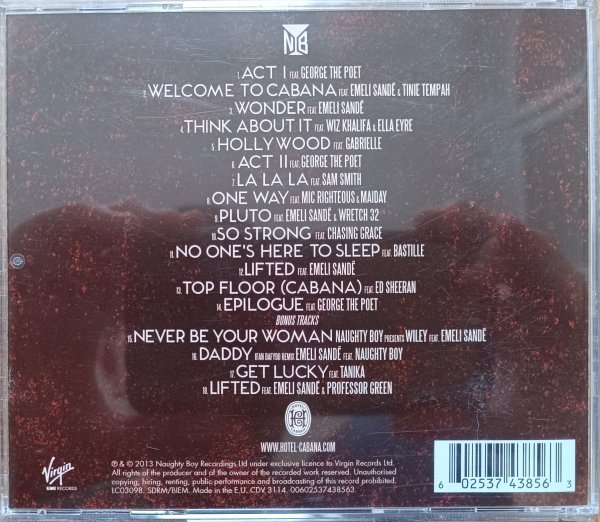 NB
1. ACT I FEAT. GEORGE THE POET
2. WELCOME TO CABANA FEAT. EMELI SANDÉ & TINIE TEMPAH
3. WONDER FEAT. EMELI SANDÉ
4. THINK ABOUT IT FEAT. WIZ KHALIFA & ELLA EYRE
5. HOLLYWOOD FEAT. GABRIELLE
6. ACT II FEAT. GEORGE THE POET
7. LA LA LA FEAT. SAM SMITH
8. ONE WAY FEAT. MIC RIGHTEOUS & MAIDAY
9. PLUTO FEAT. EMELI SANDÉ & WRETCH 32
10. SO STRONG FEAT. CHASING GRACE
11. NO ONE'S HERE TO SLEEP FEAT. BASTILLE
12. LIFTED FEAT. EMELI SANDÉ
13. TOP FLOOR (CABANA) FEAT. ED SHEERAN
14. EPILOGUE FEAT. GEORGE THE POET
BONUS TRACKS
15. NEVER BE YOUR WOMAN NAUGHTY BOY PRESENTS WILEY FEAT. EMELI SANDÉ
16. DADDY (FAN DAFYOO REMIX) EMELI SANDÉ FEAT. NAUGHTY BOY
17. GET LUCKY FEAT. TANIKA
18. LIFTED FEAT. EMELI SANDÉ & PROFESSOR GREEN
WWW.HOTEL-CABANA.COM
Virgin
EMI RECORDS
℗ & © 2013 Naughty Boy Recordings Ltd under exclusive licence to Virgin Records Ltd.
All rights of the producer and of the owner of the recorded work reserved. Unauthorised
copying, hiring, renting, public performance and broadcasting of this record prohibited.
LC03098. SDRM/BIEM. Made in the E.U. CDV 3114. 00602537438563
6 02537 43856 3